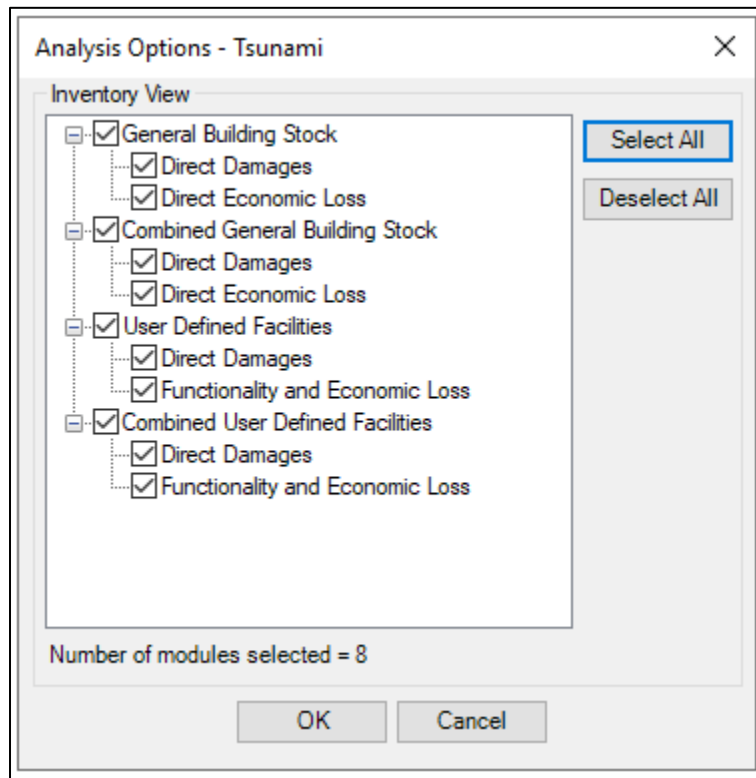 Analysis Options - Tsunami
Inventory View
General Building Stock
Direct Damages
Direct Economic Loss
Combined General Building Stock
Direct Damages
Direct Economic Loss
User Defined Facilities
Direct Damages
Functionality and Economic Loss
Combined User Defined Facilities
Direct Damages
Functionality and Economic Loss
Select All
Deselect All
Number of modules selected = 8
OK
Cancel